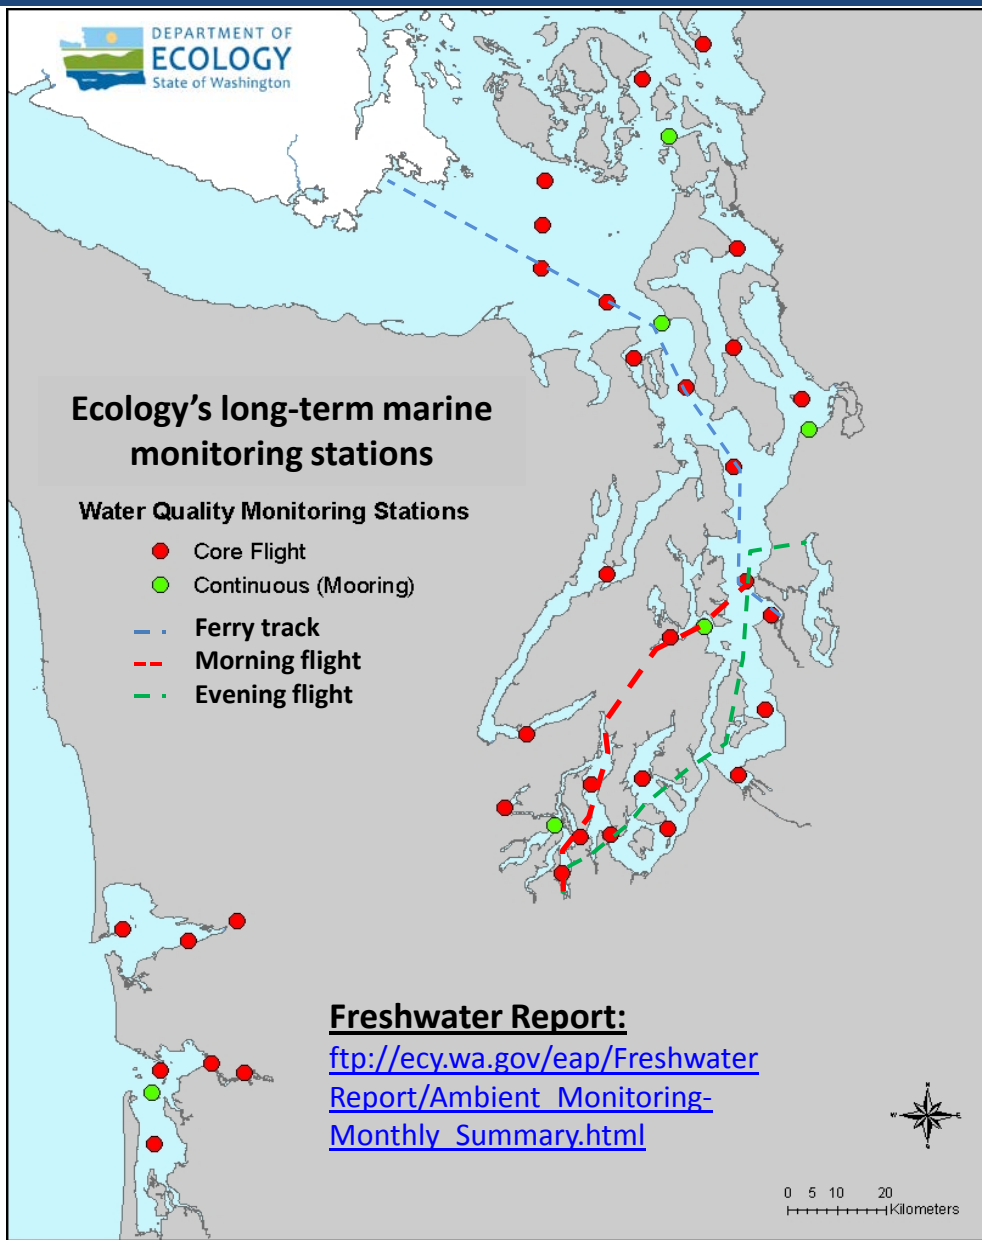 DEPARTMENT OF
ECOLOGY
State of Washington
Ecology’s long-term marine
monitoring stations
Water Quality Monitoring Stations
Core Flight
Continuous (Mooring)
Ferry track
Morning flight
Evening flight
Freshwater Report:
ftp://ecy.wa.gov/eap/Freshwater
Report/Ambient_Monitoring-
Monthly_Summary.html
N
W E
S
0 5 10 20
Kilometers